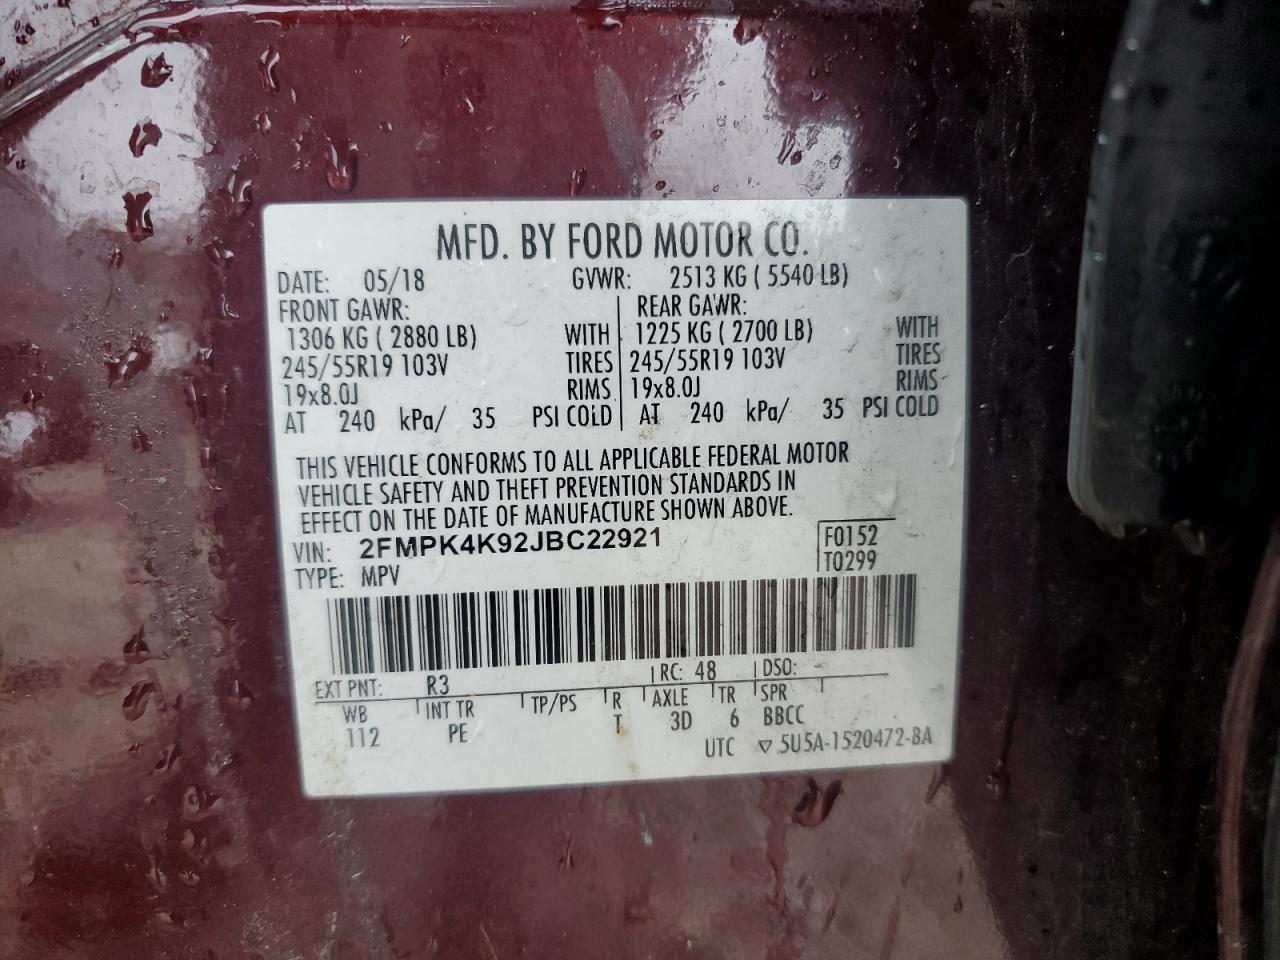 MFD. BY FORD MOTOR CO.
DATE: 05/18 GVWR: 2513 KG ( 5540 LB)
FRONT GAWR: REAR GAWR:
1306 KG ( 2880 LB) WITH 1225 KG ( 2700 LB) WITH
245/55R19 103V TIRES 245/55R19 103V TIRES
19x8.0J RIMS 19x8.0J RIMS
AT 240 kPa/ 35 PSI COLD AT 240 kPa/ 35 PSI COLD
THIS VEHICLE CONFORMS TO ALL APPLICABLE FEDERAL MOTOR
VEHICLE SAFETY AND THEFT PREVENTION STANDARDS IN
EFFECT ON THE DATE OF MANUFACTURE SHOWN ABOVE.
VIN: 2FMPK4K92JBC22921 F0152
TYPE: MPV T0299
EXT PNT: R3 RC: 48 DSO:
WB INT TR TP/PS R AXLE TR SPR
112 PE T 3D 6 BBCC
UTC ▽ 5U5A-1520472-BA